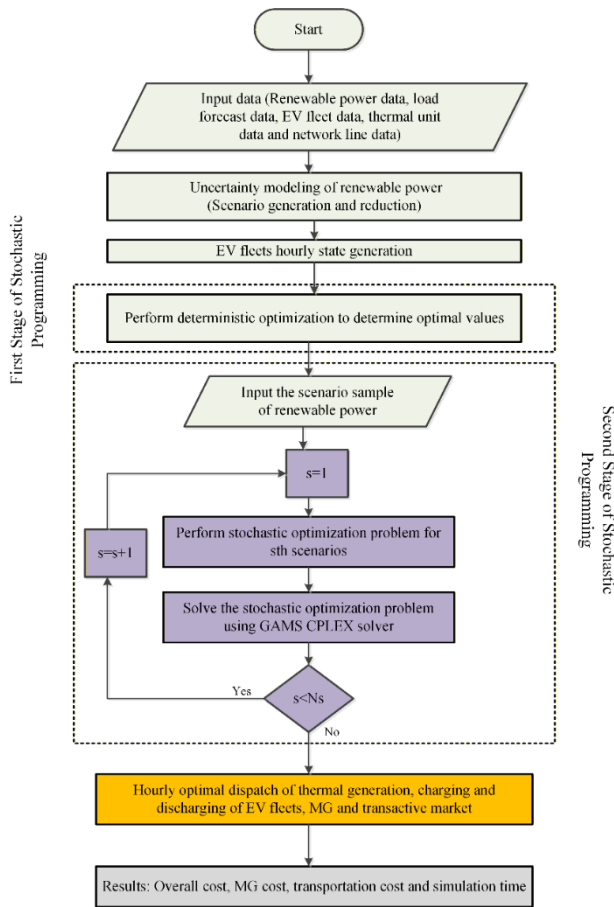 Start
Input data (Renewable power data, load
forecast data, EV fleet data, thermal unit
data and network line data)
Uncertainty modeling of renewable power
(Scenario generation and reduction)
EV fleets hourly state generation
First Stage of Stochastic
Programming
Perform deterministic optimization to determine optimal values
Input the scenario sample
of renewable power
Second Stage of Stochastic
Programming
s=1
s=s+1
Perform stochastic optimization problem for
sth scenarios
Solve the stochastic optimization problem
using GAMS CPLEX solver
Yes
s<Ns
No
Hourly optimal dispatch of thermal generation, charging and
discharging of EV fleets, MG and transactive market
Results: Overall cost, MG cost, transportation cost and simulation time